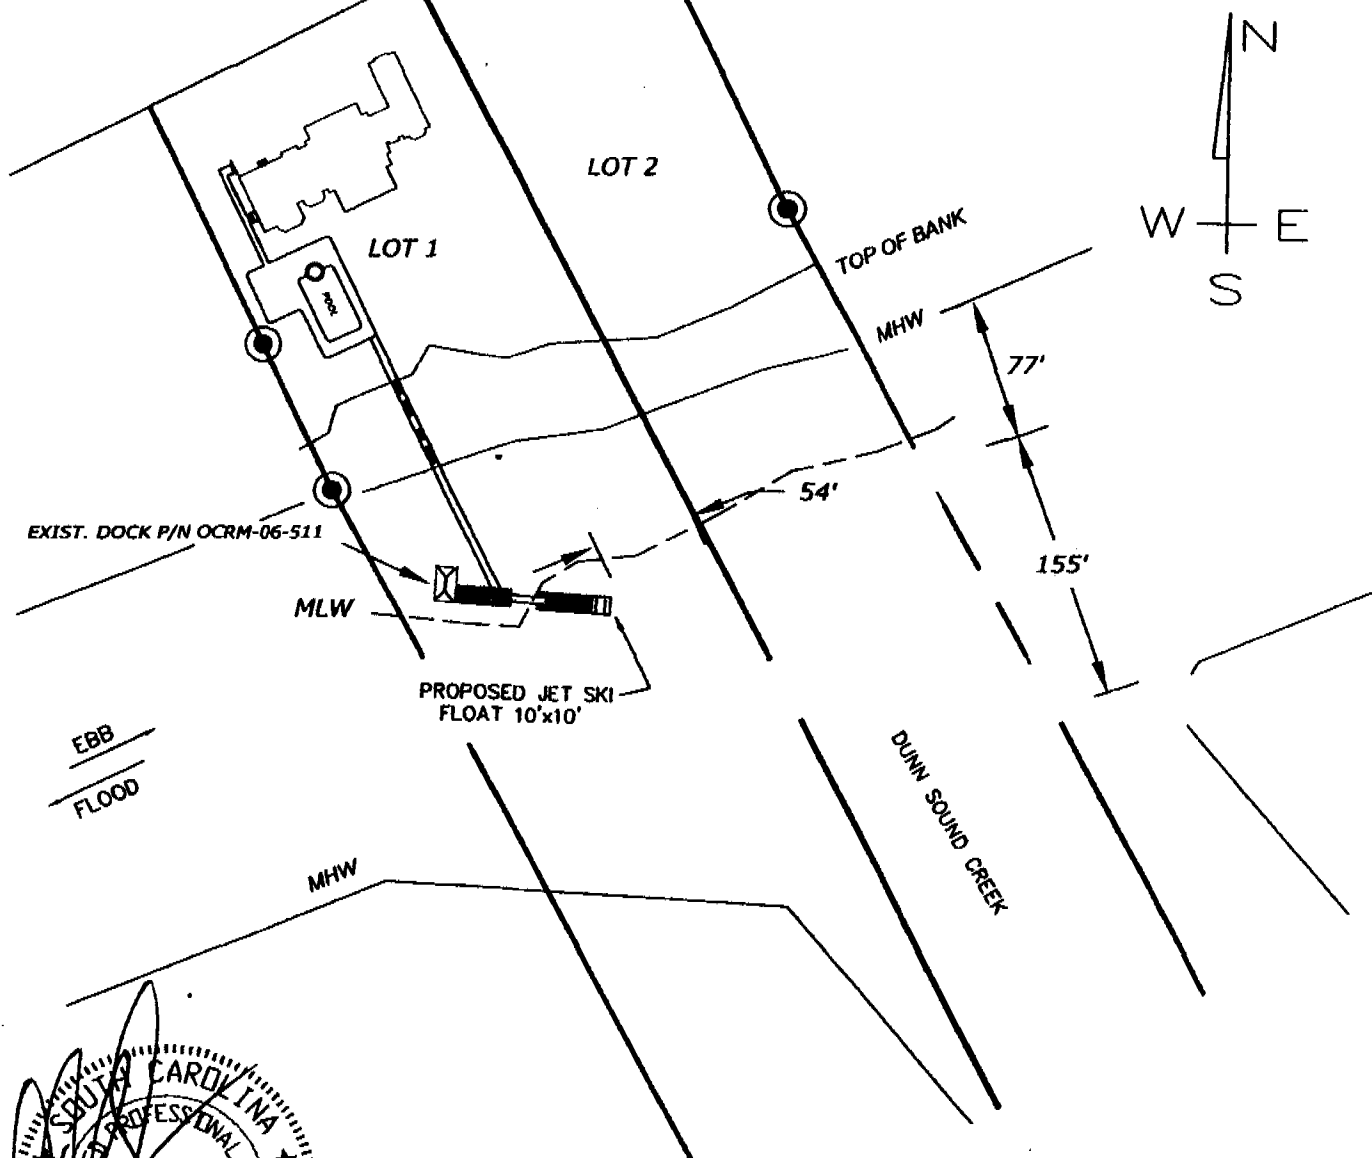 N
W E
S
LOT 2
TOP OF BANK
LOT 1
POOL
MHW
77'
54'
EXIST. DOCK P/N OCRM-06-511
155'
MLW
PROPOSED JET SKI
FLOAT 10'x10'
EBB
FLOOD
DUNN SOUND CREEK
MHW
SOUTH CAROLINA
PROFESSIONAL